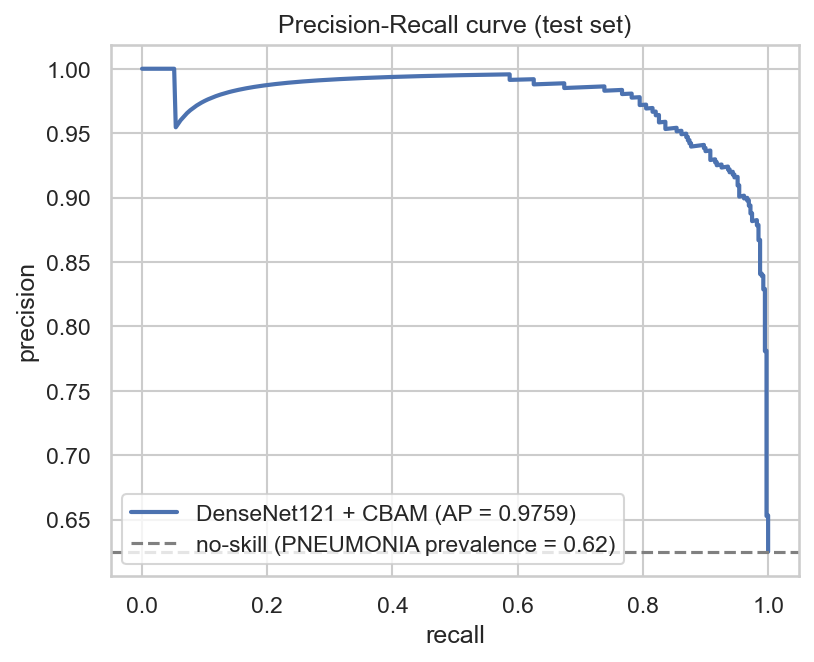 Precision-Recall curve (test set)
1.00
0.95
0.90
0.85
0.80
0.75
0.70
0.65
precision
DenseNet121 + CBAM (AP = 0.9759)
no-skill (PNEUMONIA prevalence = 0.62)
0.0 0.2 0.4 0.6 0.8 1.0
recall